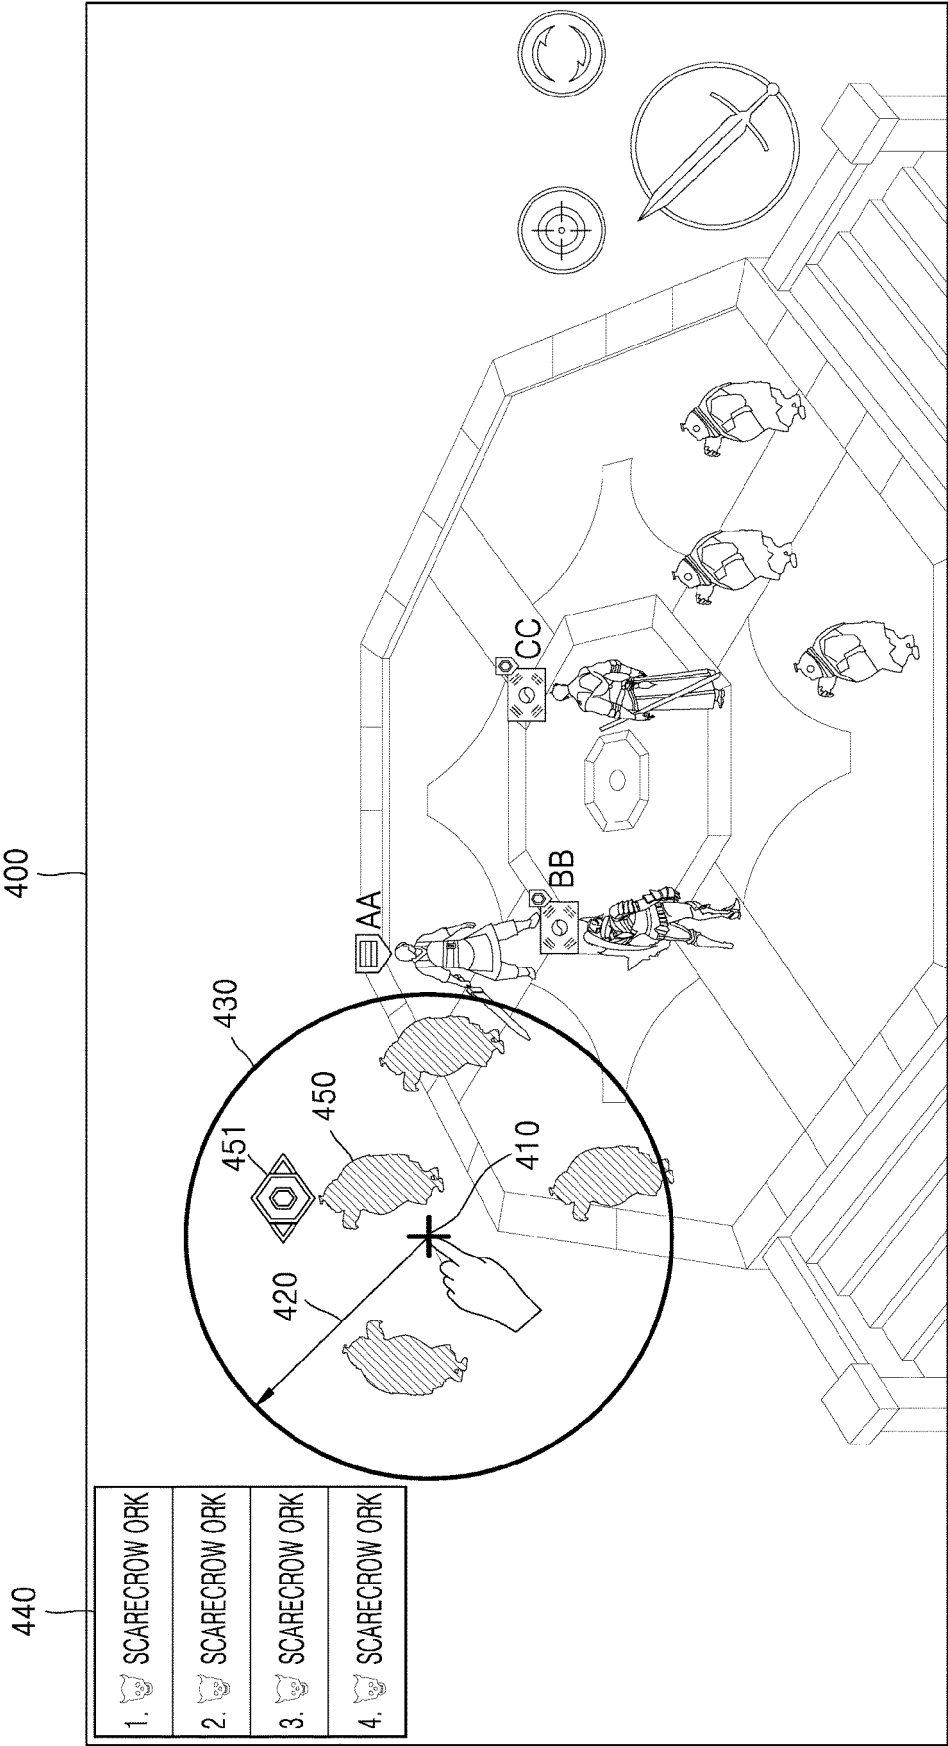 400
440
1. SCARECROW ORK
2. SCARECROW ORK
3. SCARECROW ORK
4. SCARECROW ORK
420
451
450
430
410
AA
BB
CC